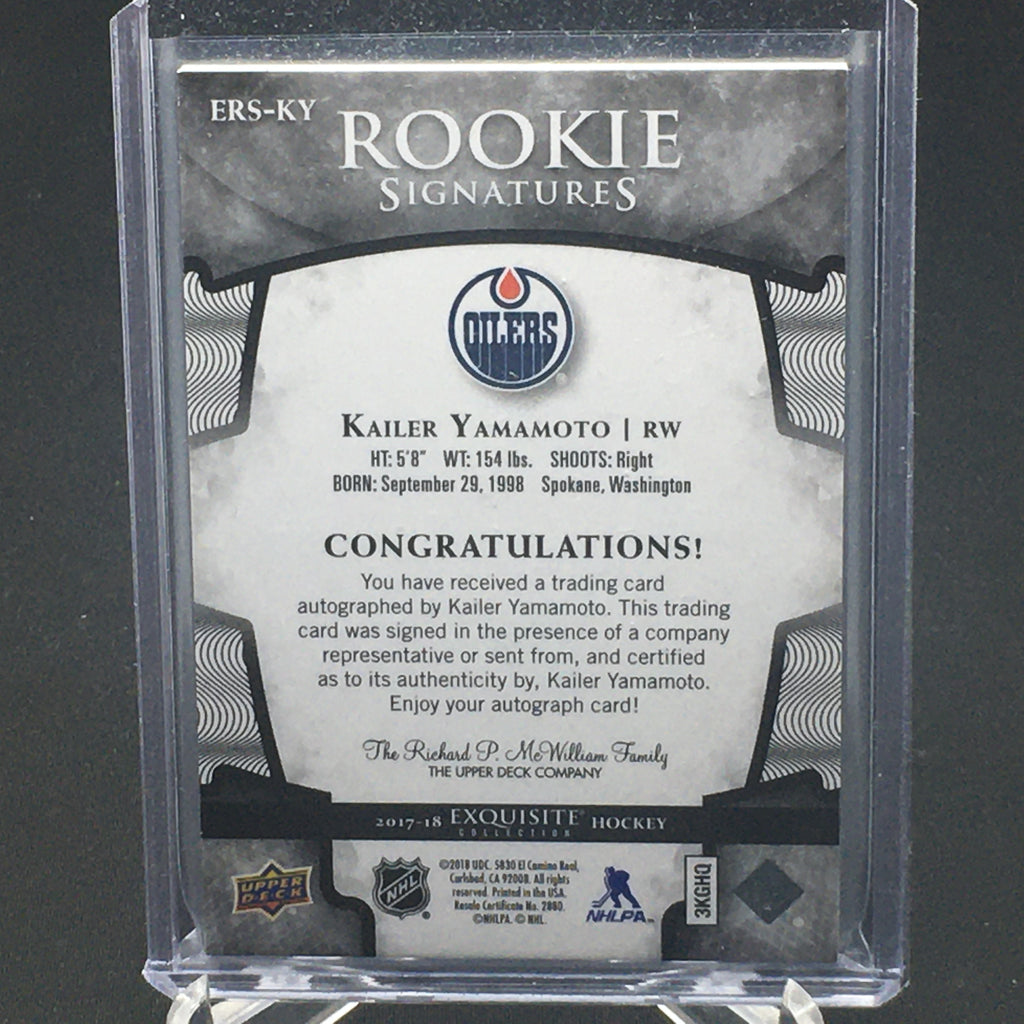 ERS-KY
ROOKIE
SIGNATURES
OILERS
KAILER YAMAMOTO | RW
HT: 5'8" WT: 154 lbs. SHOOTS: Right
BORN: September 29, 1998 Spokane, Washington
CONGRATULATIONS!
You have received a trading card
autographed by Kailer Yamamoto. This trading
card was signed in the presence of a company
representative or sent from, and certified
as to its authenticity by, Kailer Yamamoto.
Enjoy your autograph card!
The Richard P. McWilliam Family
THE UPPER DECK COMPANY
2017-18 EXQUISITE HOCKEY
COLLECTION
UPPER
DECK
NHL
©2018 UDC. 5830 El Camino Real,
Carlsbad, CA 92008. All rights
reserved. Printed in the USA.
Resale Certificate No. 2880.
©NHLPA. © NHL.
NHLPA
3KGHQ